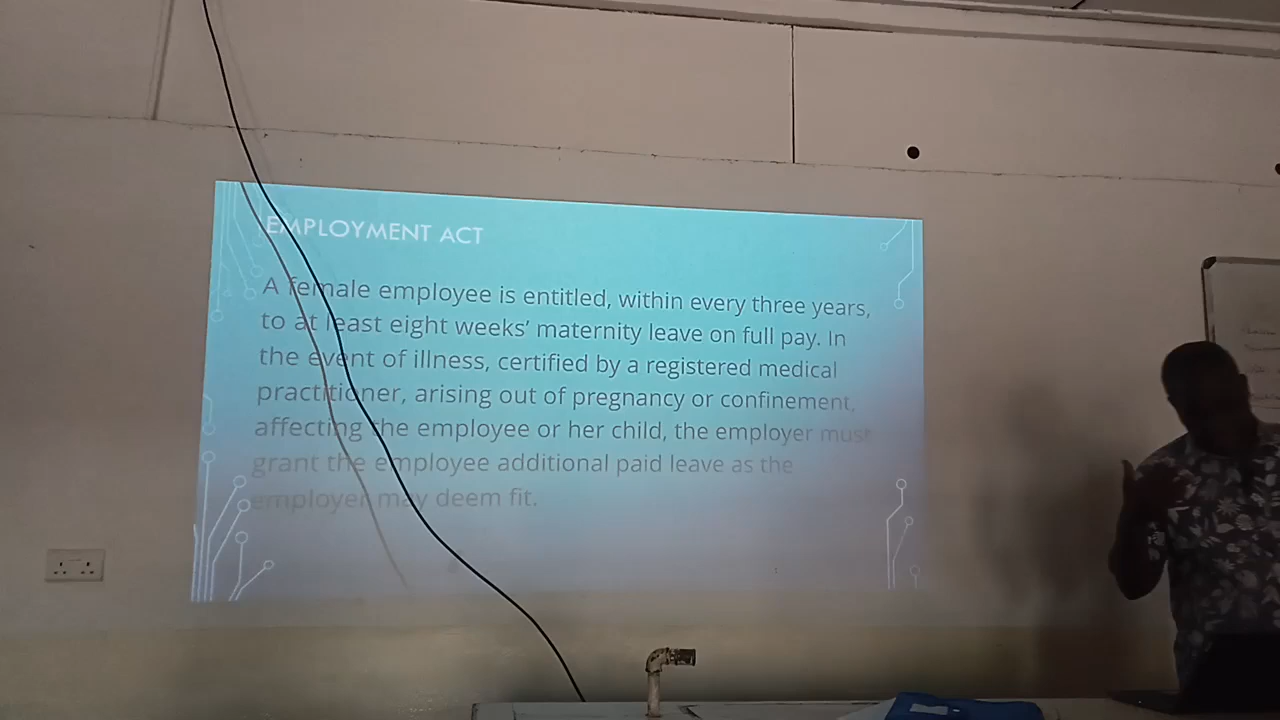 EMPLOYMENT ACT
A female employee is entitled, within every three years,
to at least eight weeks' maternity leave on full pay. In
the event of illness, certified by a registered medical
practitioner, arising out of pregnancy or confinement,
affecting the employee or her child, the employer must
grant the employee additional paid leave as the
employer may deem fit.